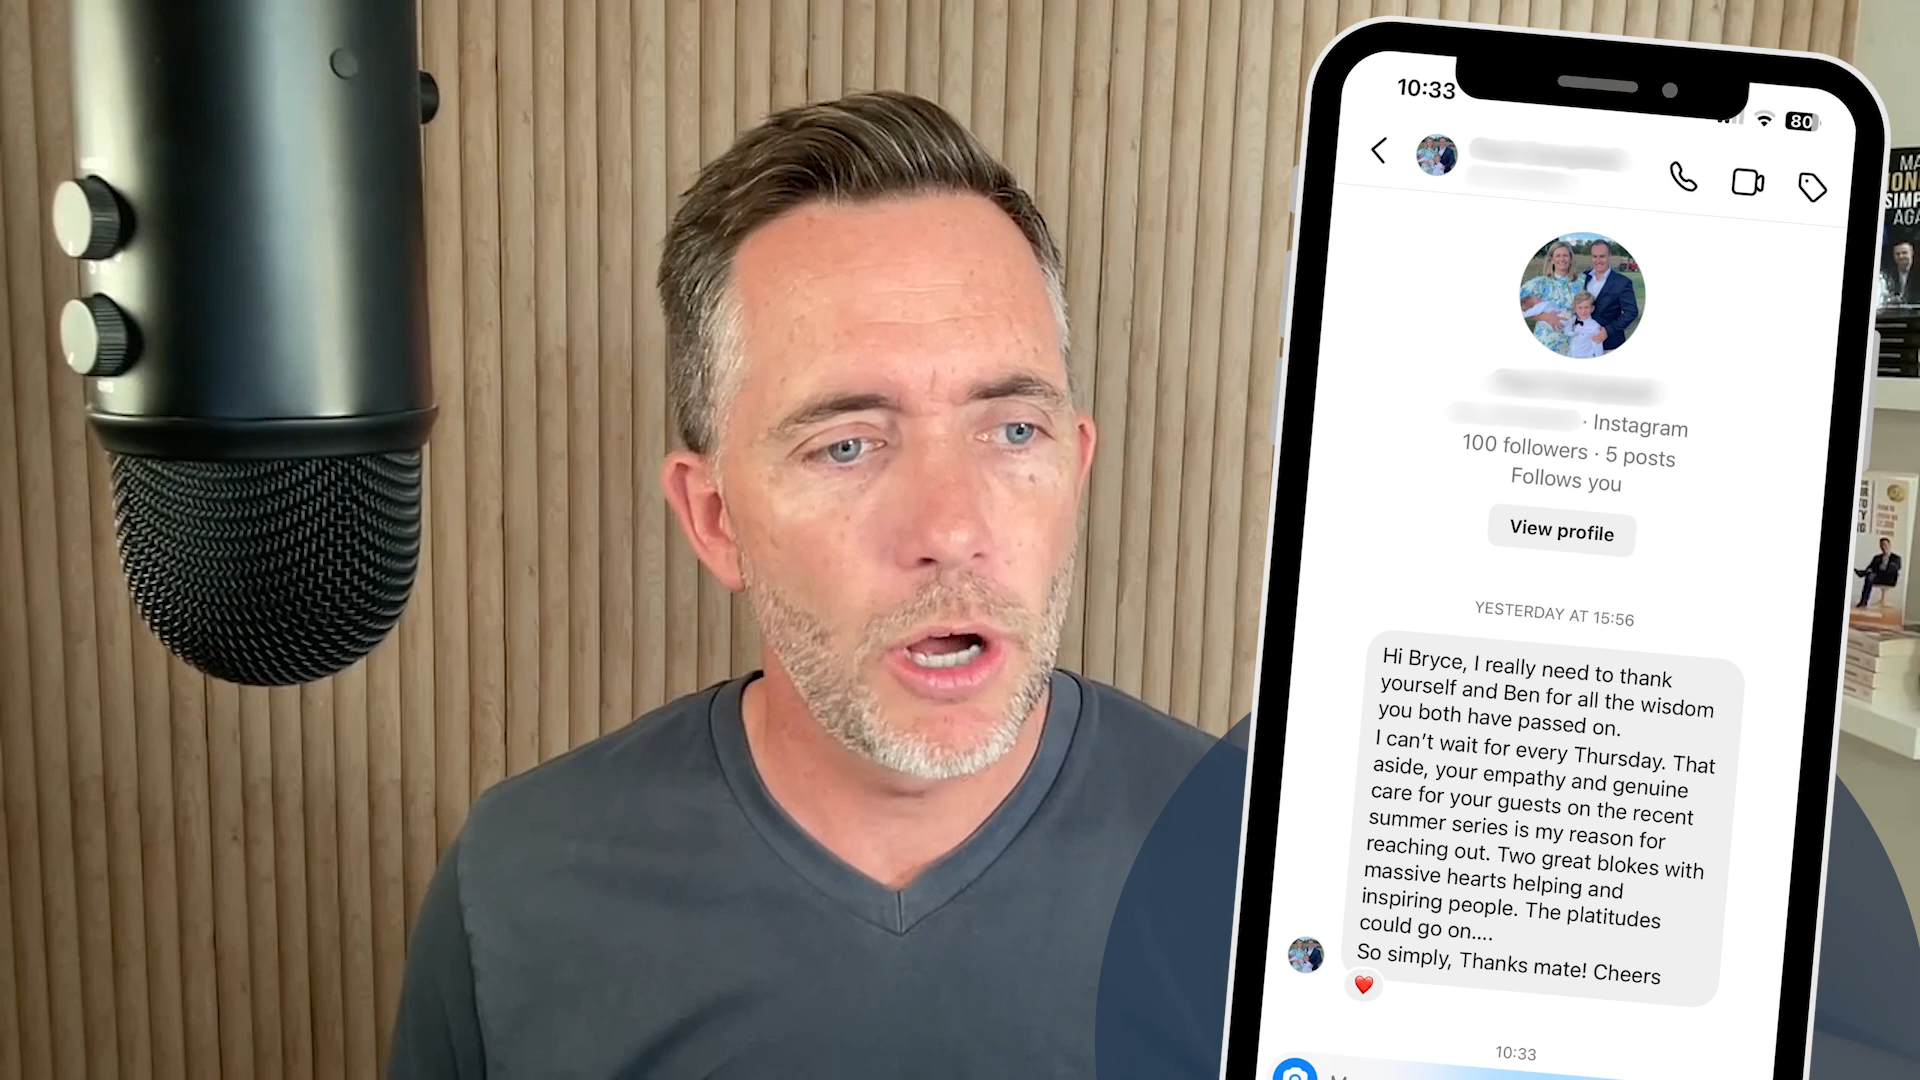 10:33
80
· Instagram
100 followers · 5 posts
Follows you
View profile
YESTERDAY AT 15:56
Hi Bryce, I really need to thank
yourself and Ben for all the wisdom
you both have passed on.
I can't wait for every Thursday. That
aside, your empathy and genuine
care for your guests on the recent
summer series is my reason for
reaching out. Two great blokes with
massive hearts helping and
inspiring people. The platitudes
could go on....
So simply, Thanks mate! Cheers
10:33
MA
ON
SIMP
AGA